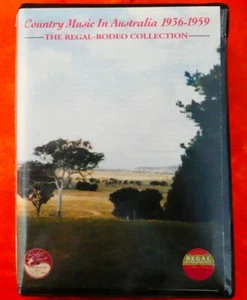 Country Music In Australia 1936-1959
THE REGAL-RODEO COLLECTION
REGAL